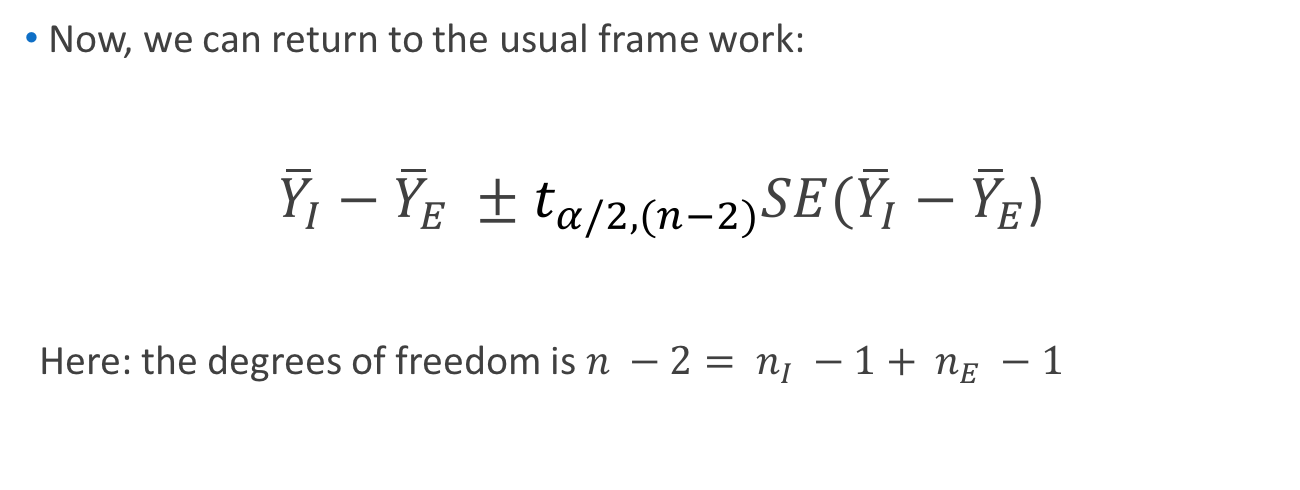 • Now, we can return to the usual frame work:
Ȳ_I − Ȳ_E ± t_{α/2,(n−2)}SE(Ȳ_I − Ȳ_E)
Here: the degrees of freedom is n − 2 = n_I − 1 + n_E − 1